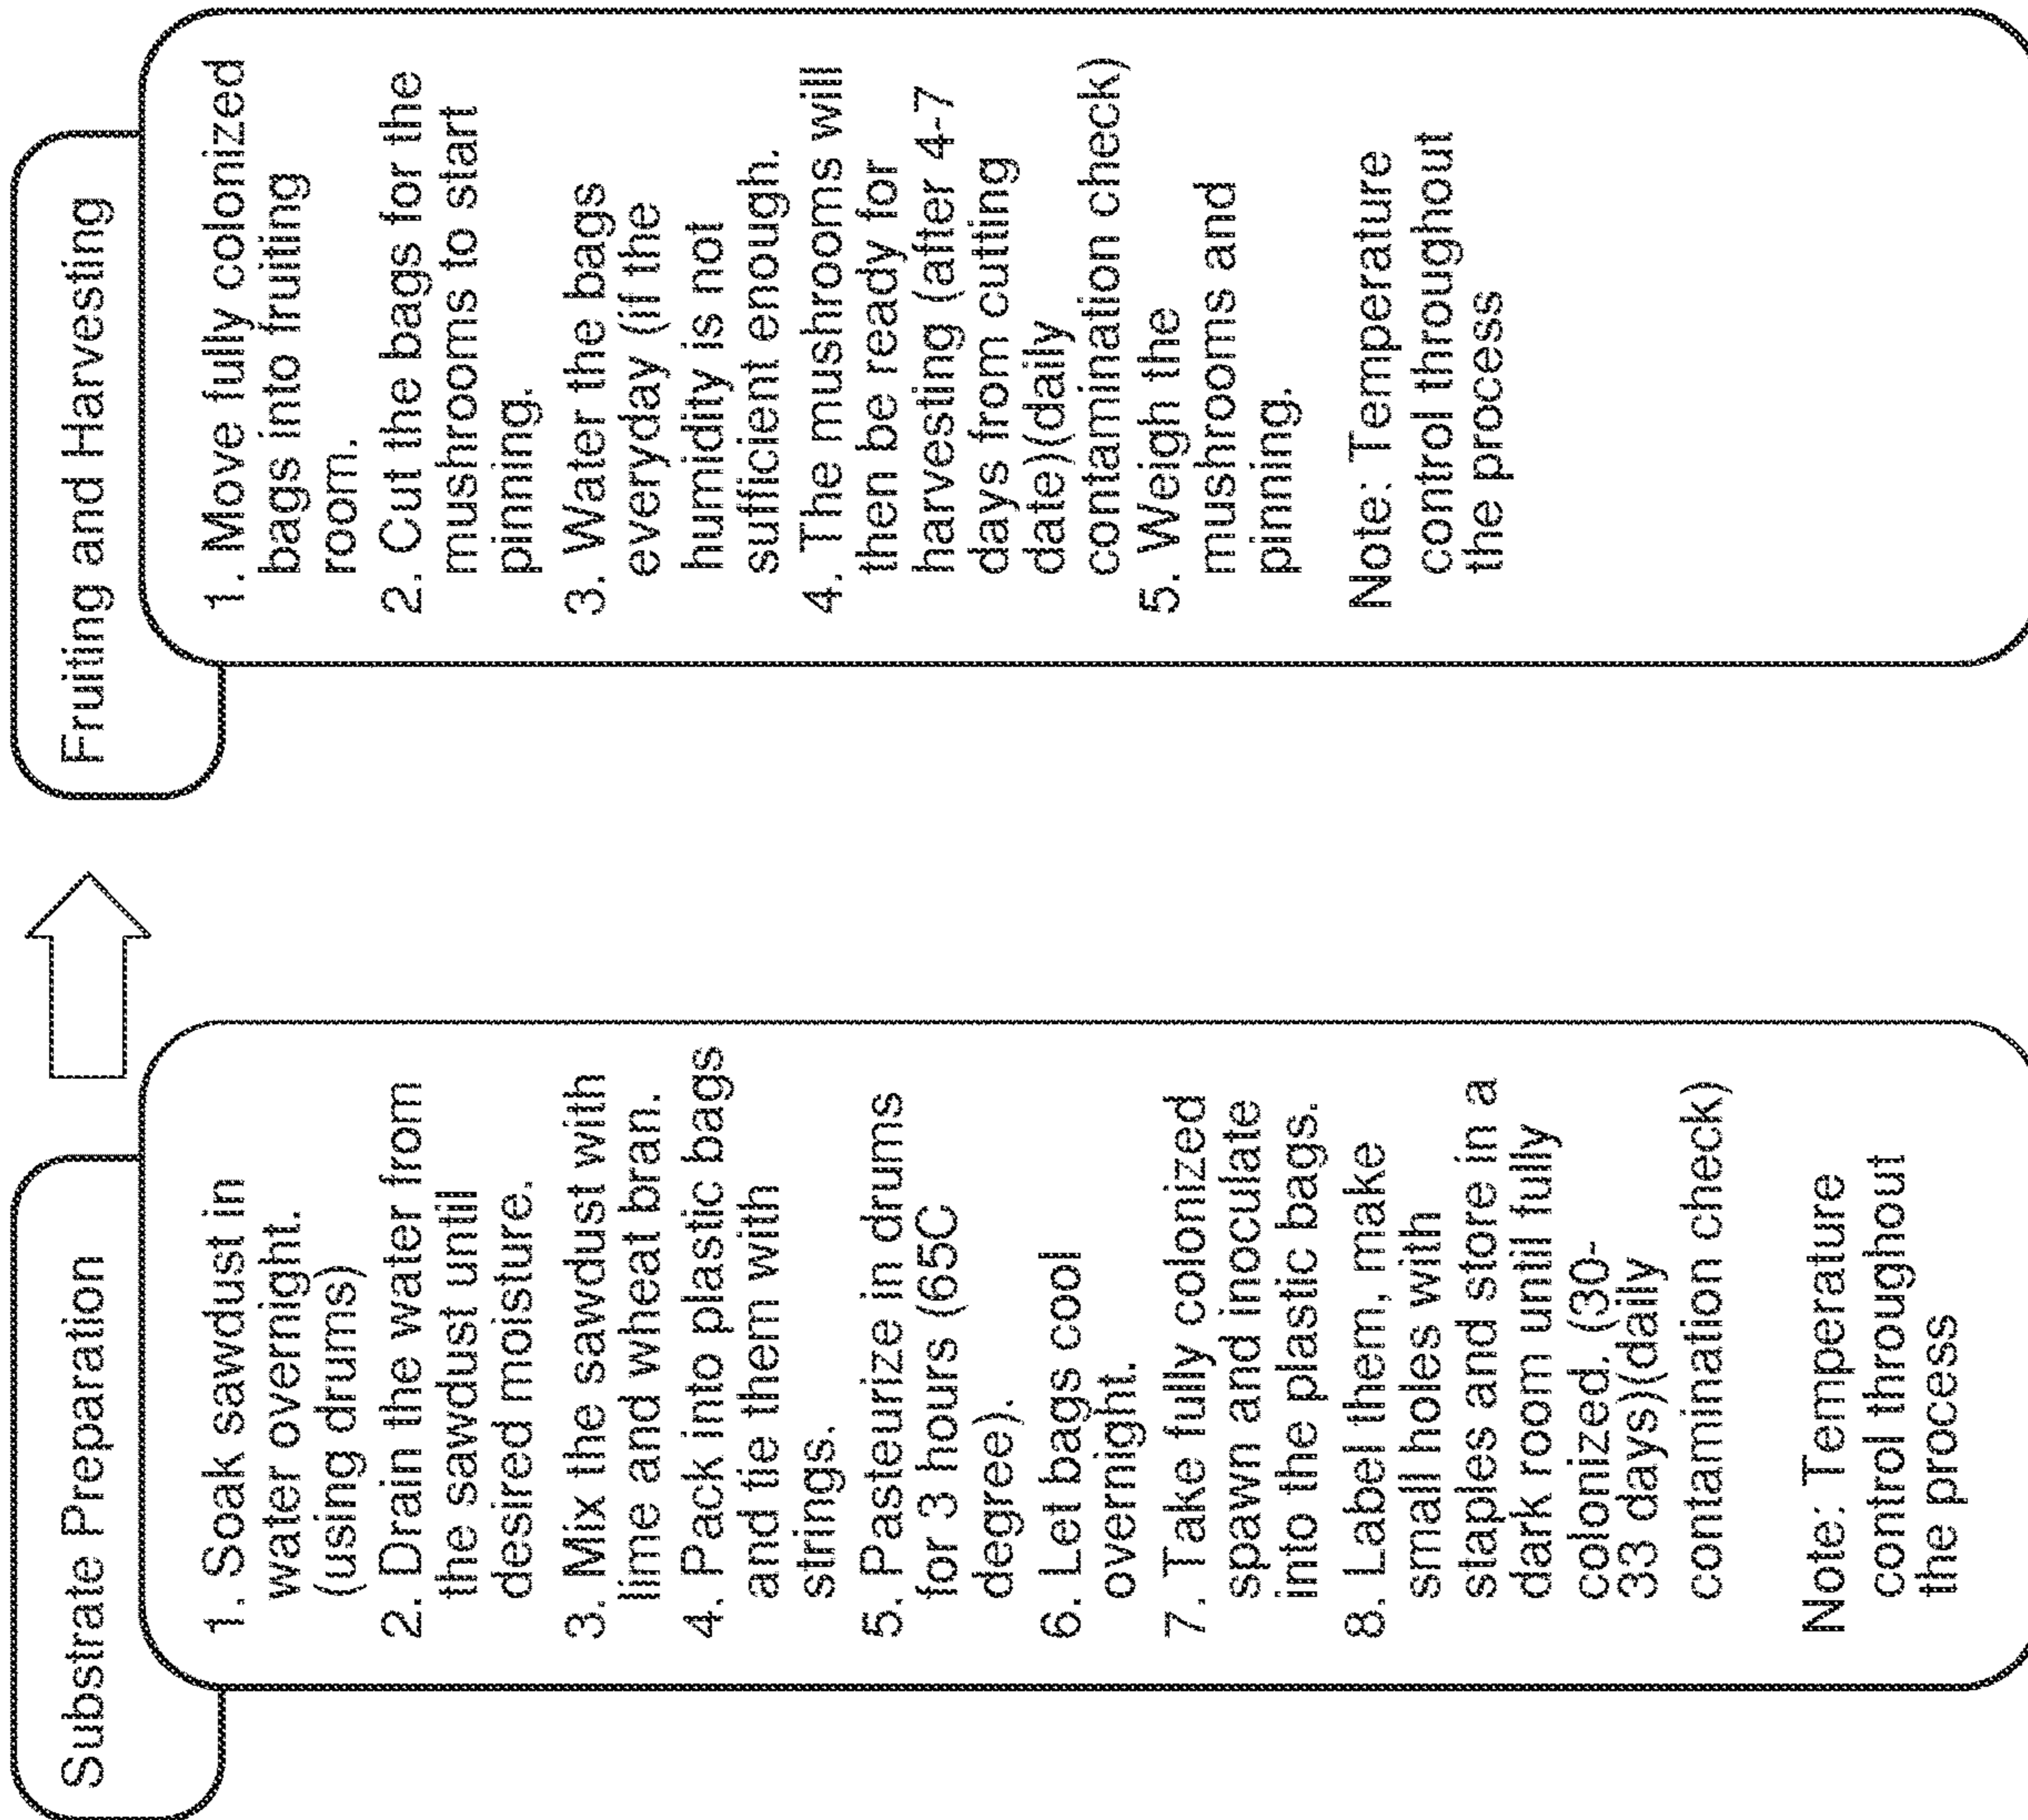 Substrate Preparation
1. Soak sawdust in
water overnight.
(using drums)
2. Drain the water from
the sawdust until
desired moisture.
3. Mix the sawdust with
lime and wheat bran.
4. Pack into plastic bags
and tie them with
strings.
5. Pasteurize in drums
for 3 hours (65C
degree).
6. Let bags cool
overnight.
7. Take fully colonized
spawn and inoculate
into the plastic bags.
8. Label them, make
small holes with
staples and store in a
dark room until fully
colonized. (30-
33 days)(daily
contamination check)
Note: Temperature
control throughout
the process
Fruiting and Harvesting
1. Move fully colonized
bags into fruiting
room.
2. Cut the bags for the
mushrooms to start
pinning.
3. Water the bags
everyday (if the
humidity is not
sufficient enough.
4. The mushrooms will
then be ready for
harvesting (after 4-7
days from cutting
date)(daily
contamination check)
5. Weigh the
mushrooms and
pinning.
Note: Temperature
control throughout
the process